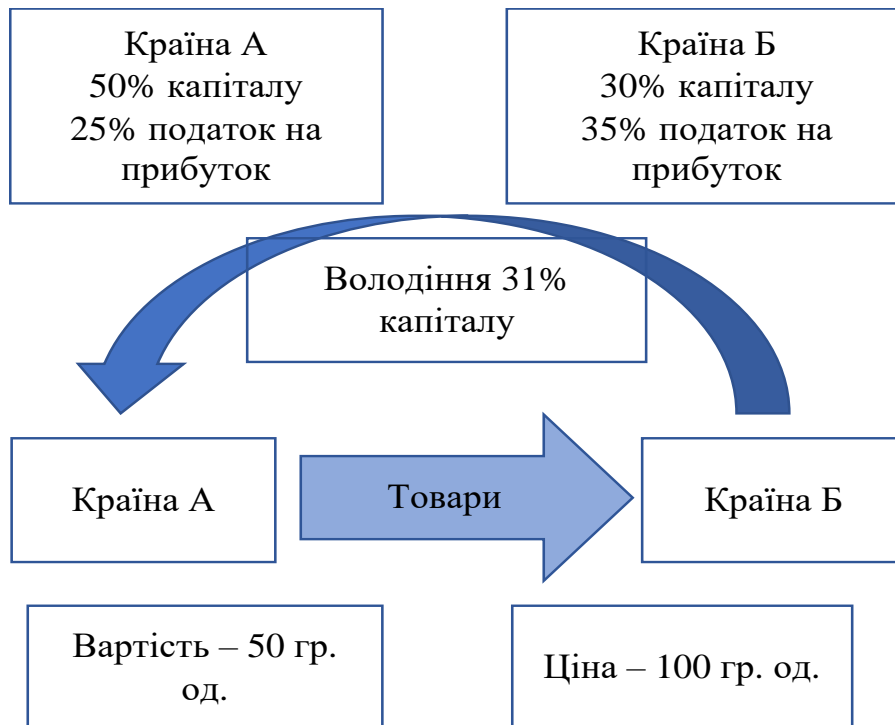 Країна А
50% капіталу
25% податок на
прибуток
Країна Б
30% капіталу
35% податок на
прибуток
Володіння 31%
капіталу
Країна А
Товари
Країна Б
Вартість – 50 гр.
од.
Ціна – 100 гр. од.